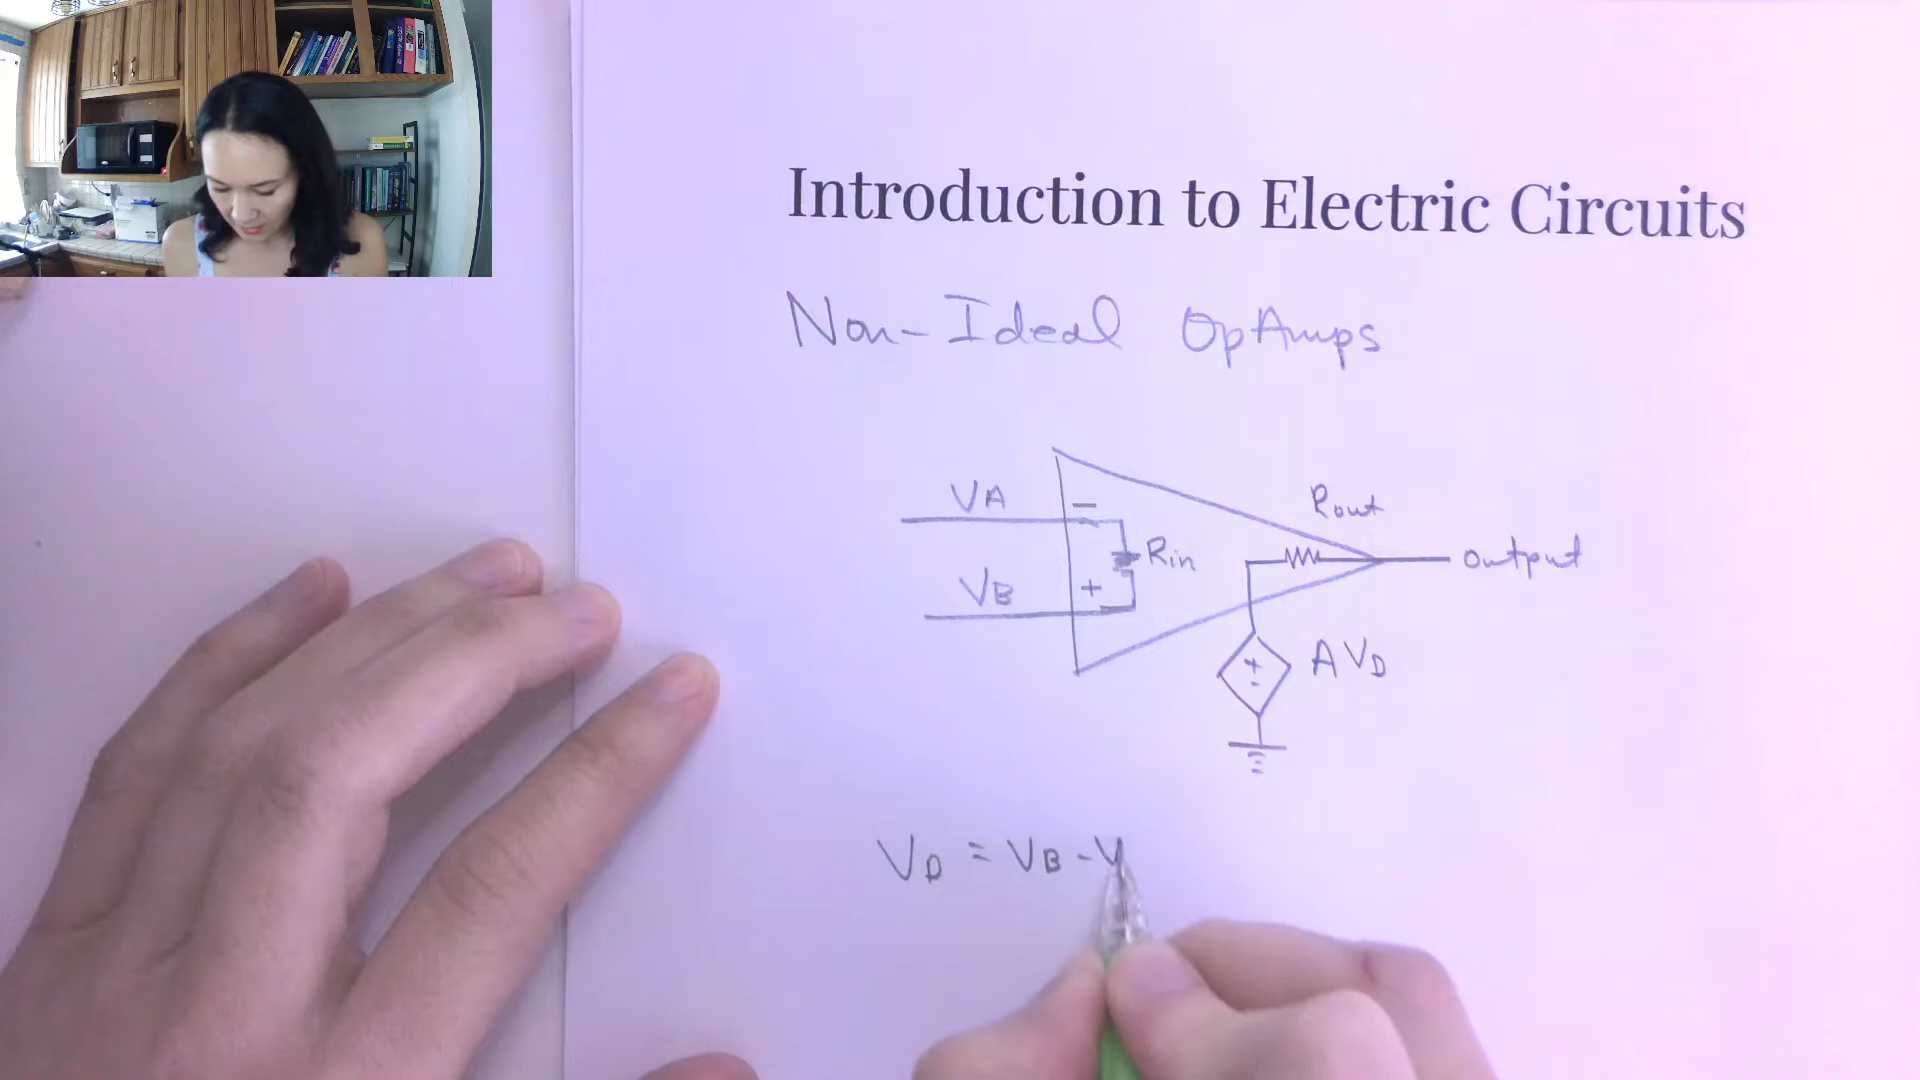 Introduction to Electric Circuits
Non-Ideal OpAmps
VA
−
Rout
Rin
output
VB
+
+
-
AVD
VD = VB - V